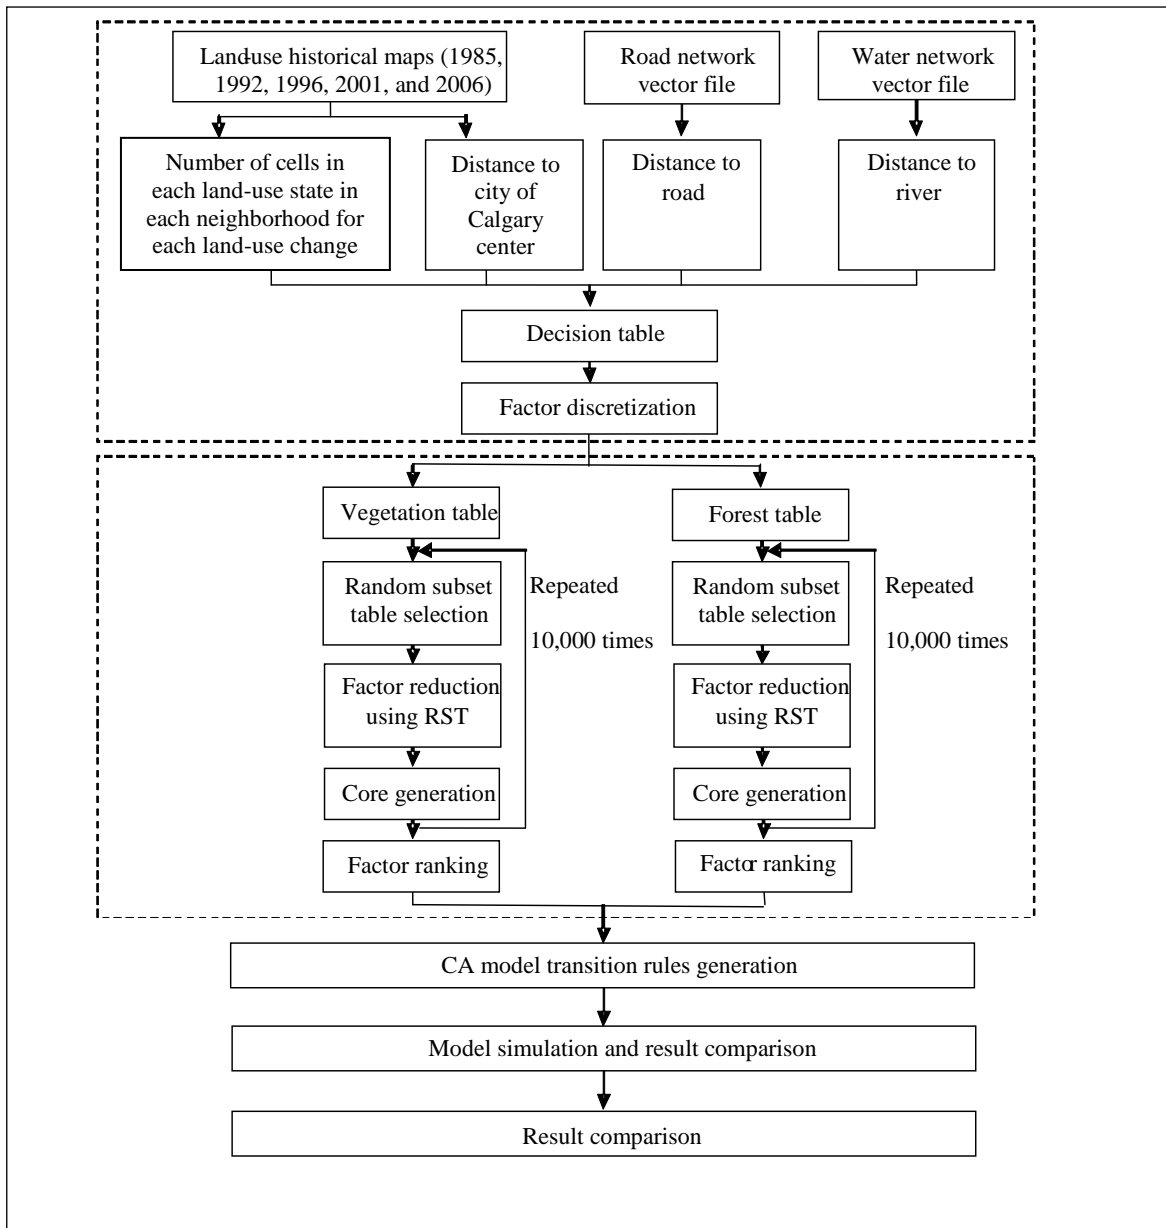 Land-use historical maps (1985,
1992, 1996, 2001, and 2006)
Road network
vector file
Water network
vector file
Number of cells in
each land-use state in
each neighborhood for
each land-use change
Distance to
city of
Calgary
center
Distance to
road
Distance to
river
Decision table
Factor discretization
Vegetation table
Forest table
Random subset
table selection
Repeated
10,000 times
Random subset
table selection
Repeated
10,000 times
Factor reduction
using RST
Factor reduction
using RST
Core generation
Core generation
Factor ranking
Factor ranking
CA model transition rules generation
Model simulation and result comparison
Result comparison